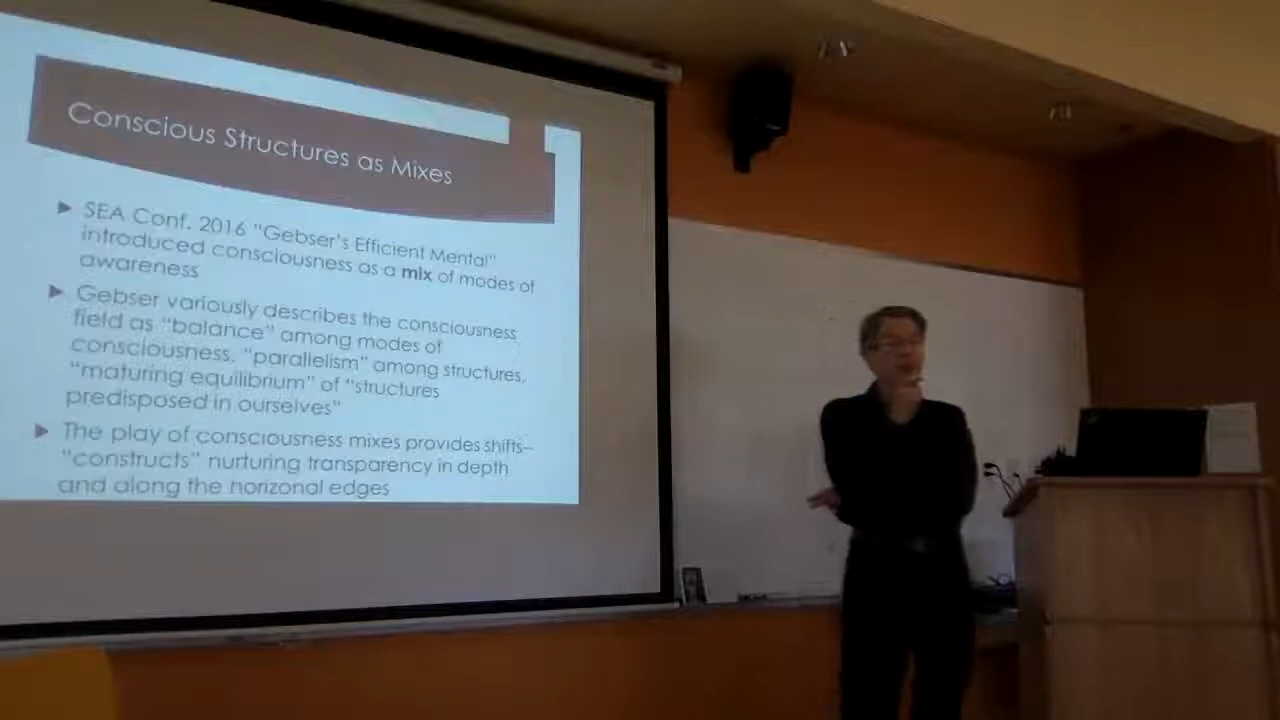 Conscious Structures as Mixes
SEA Conf. 2016 "Gebser's Efficient Mental"
introduced consciousness as a mix of modes of
awareness
Gebser variously describes the consciousness
field as "balance" among modes of
consciousness, "parallelism" among structures,
"maturing equilibrium" of "structures
predisposed in ourselves"
The play of consciousness mixes provides shifts--
"constructs" nurturing transparency in depth
and along the horizonal edges